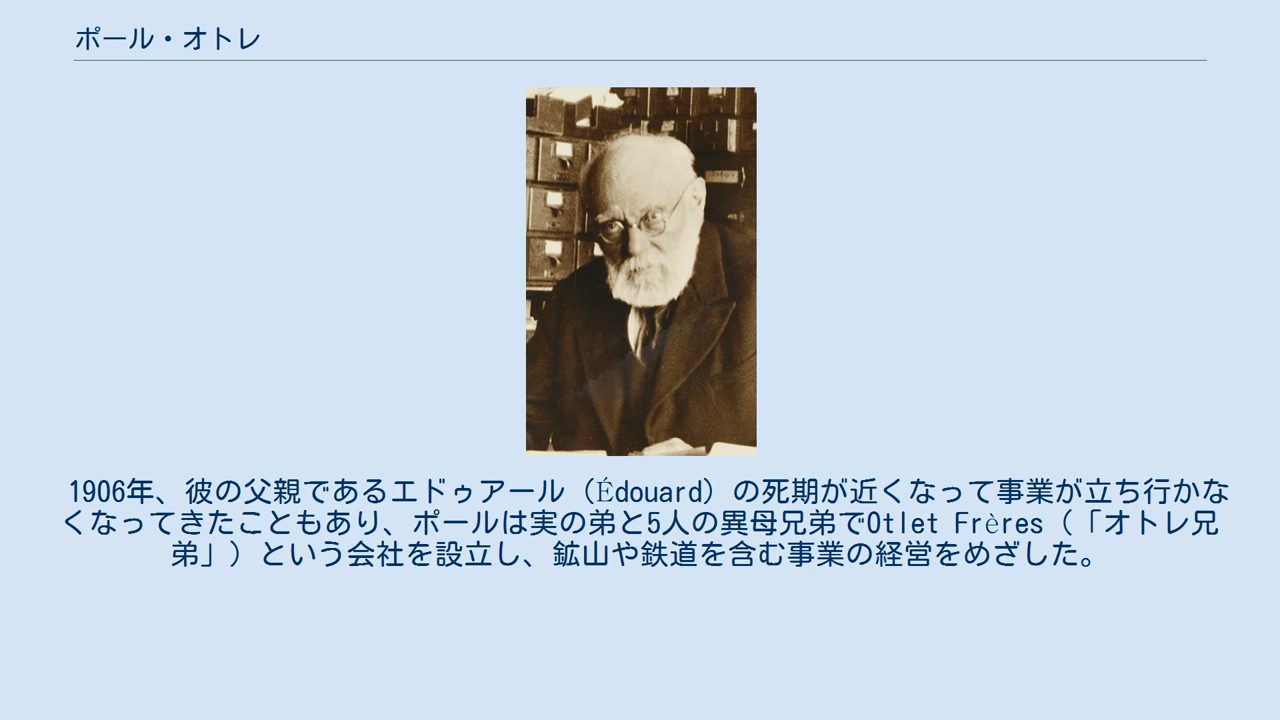 ポール・オトレ
1906年、彼の父親であるエドゥアール（Édouard）の死期が近くなって事業が立ち行かな
くなってきたこともあり、ポールは実の弟と5人の異母兄弟でOtlet Frères（「オトレ兄
弟」）という会社を設立し、鉱山や鉄道を含む事業の経営をめざした。